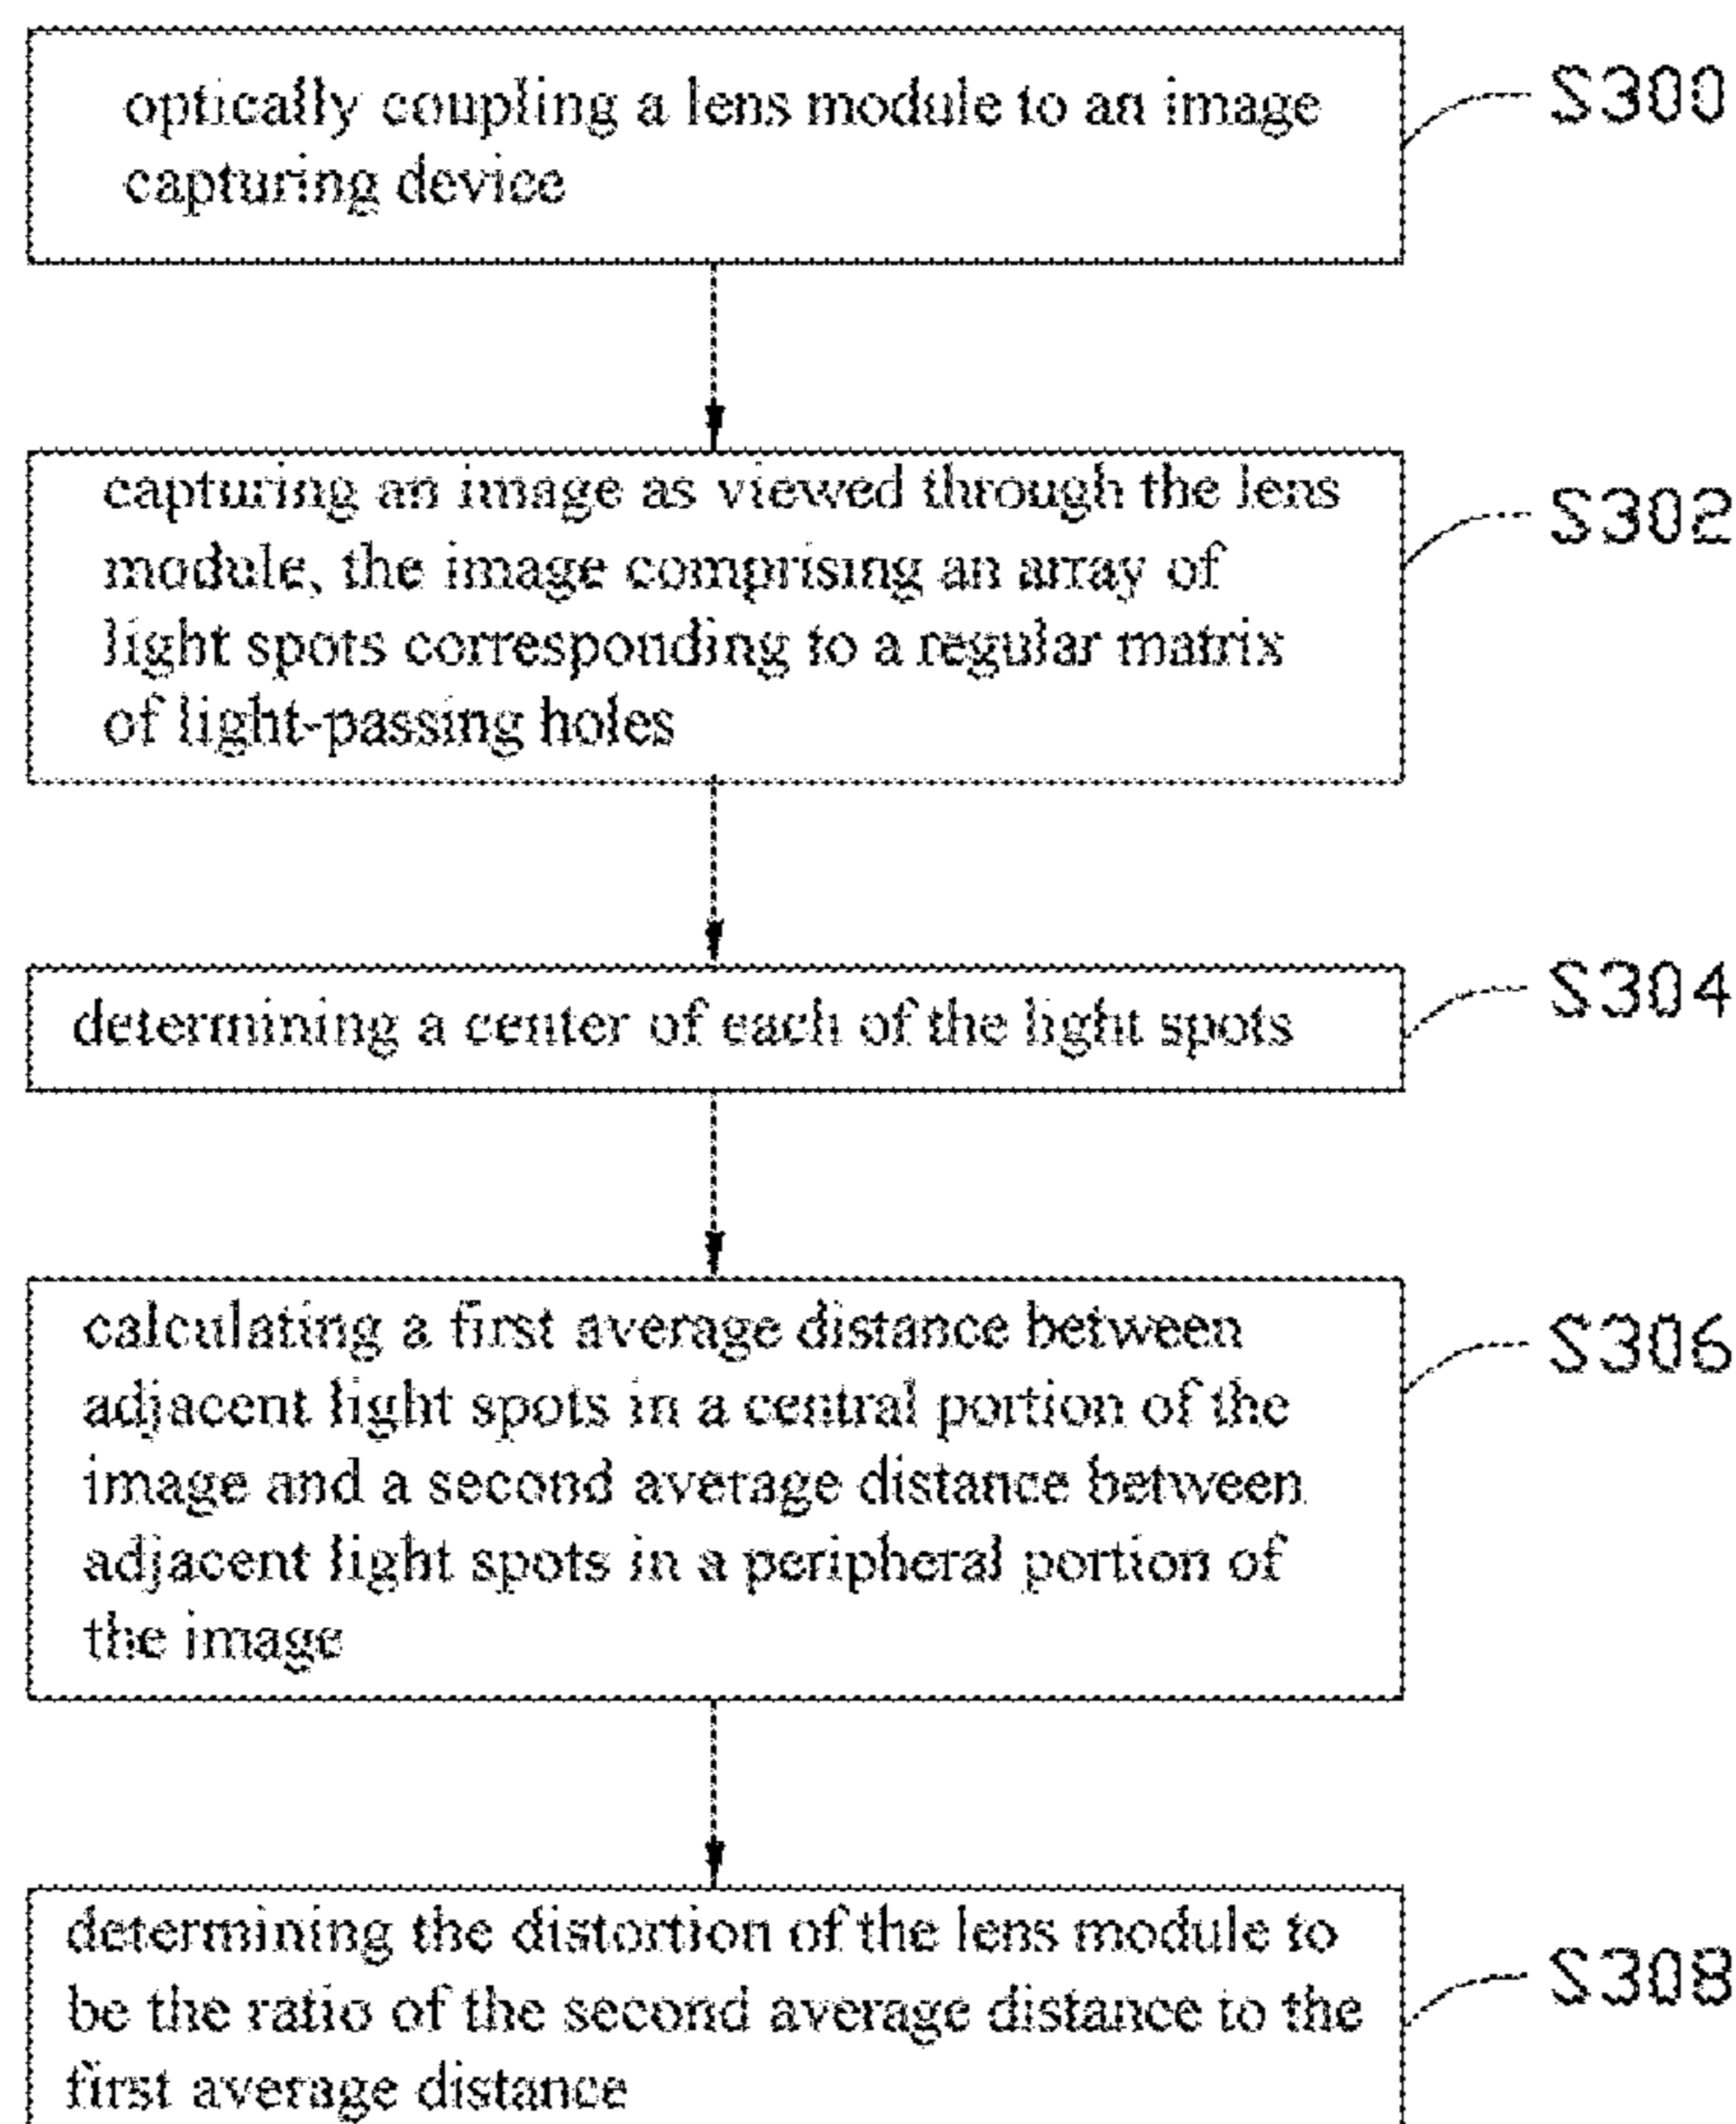 optically coupling a lens module to an image
capturing device
S300
capturing an image as viewed through the lens
module, the image comprising an array of
light spots corresponding to a regular matrix
of light-passing holes
S302
determining a center of each of the light spots
S304
calculating a first average distance between
adjacent light spots in a central portion of the
image and a second average distance between
adjacent light spots in a peripheral portion of
the image
S306
determining the distortion of the lens module to
be the ratio of the second average distance to the
first average distance
S308